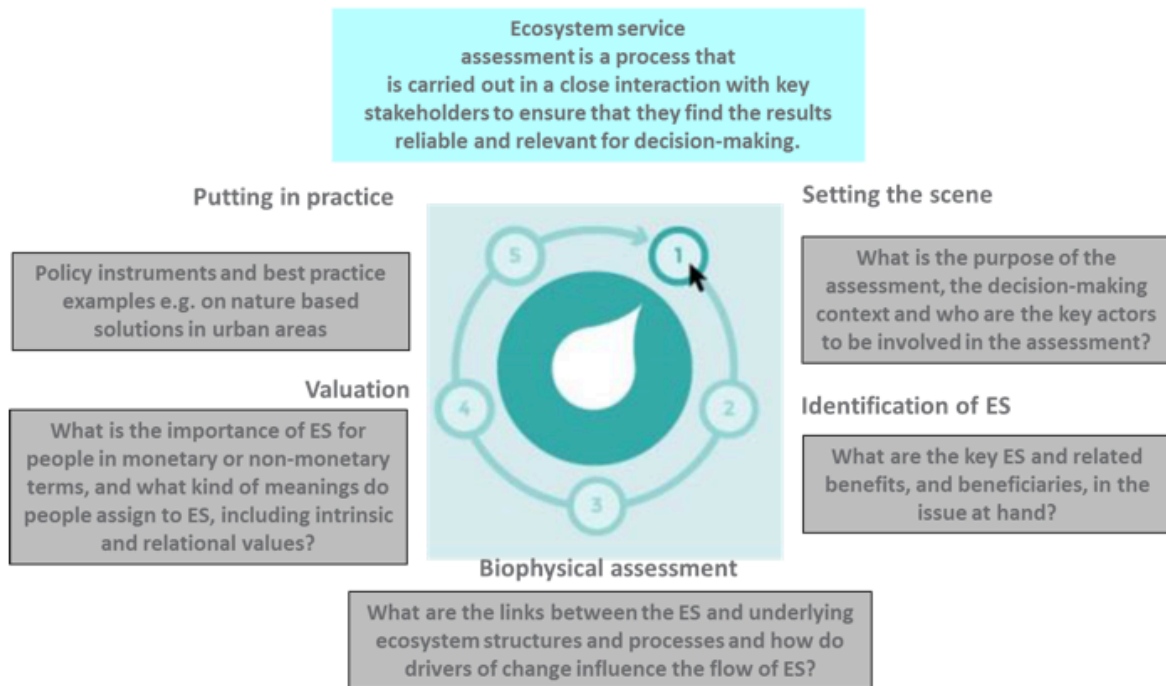 Ecosystem service
assessment is a process that
is carried out in a close interaction with key
stakeholders to ensure that they find the results
reliable and relevant for decision-making.
Setting the scene
What is the purpose of the
assessment, the decision-making
context and who are the key actors
to be involved in the assessment?
Identification of ES
What are the key ES and related
benefits, and beneficiaries, in the
issue at hand?
Biophysical assessment
What are the links between the ES and underlying
ecosystem structures and processes and how do
drivers of change influence the flow of ES?
Valuation
What is the importance of ES for
people in monetary or non-monetary
terms, and what kind of meanings do
people assign to ES, including intrinsic
and relational values?
Putting in practice
Policy instruments and best practice
examples e.g. on nature based
solutions in urban areas
1
2
3
4
5